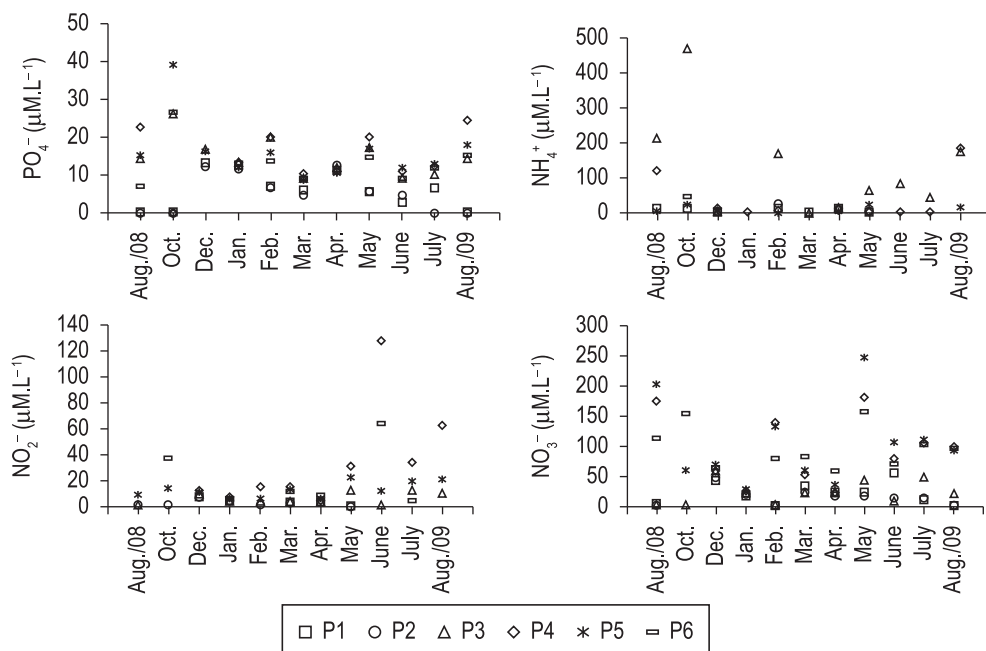 PO₄⁻ (μM.L⁻¹)
50
40
30
20
10
0
Aug./08
Oct.
Dec.
Jan.
Feb.
Mar.
Apr.
May
June
July
Aug./09
NH₄⁺ (μM.L⁻¹)
500
400
300
200
100
0
Aug./08
Oct.
Dec.
Jan.
Feb.
Mar.
Apr.
May
June
July
Aug./09
NO₂⁻ (μM.L⁻¹)
140
120
100
80
60
40
20
0
Aug./08
Oct.
Dec.
Jan.
Feb.
Mar.
Apr.
May
June
July
Aug./09
NO₃⁻ (μM.L⁻¹)
300
250
200
150
100
50
0
Aug./08
Oct.
Dec.
Jan.
Feb.
Mar.
Apr.
May
June
July
Aug./09
P1 P2 P3 P4 P5 P6